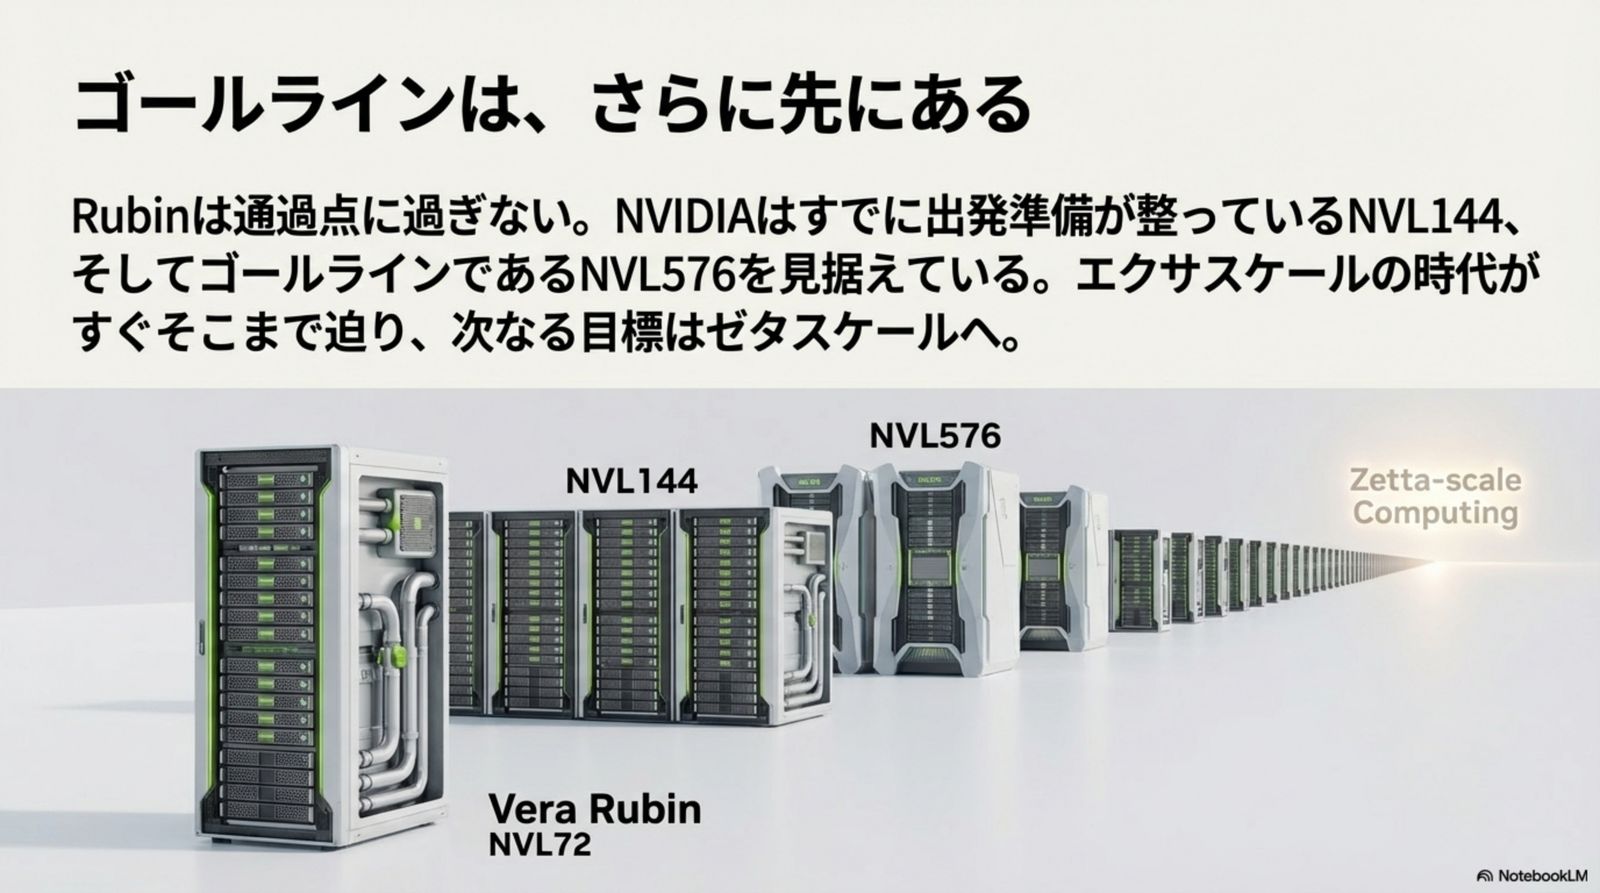 ゴールラインは、さらに先にある
Rubinは通過点に過ぎない。NVIDIAはすでに出発準備が整っているNVL144、
そしてゴールラインであるNVL576を見据えている。エクサスケールの時代が
すぐそこまで迫り、次なる目標はゼタスケールへ。
NVL576
NVL144
Zetta-scale
Computing
Vera Rubin
NVL72
NotebookLM